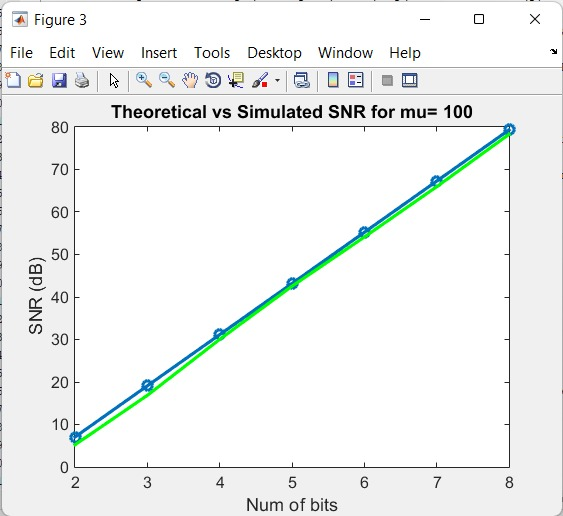 Figure 3
File Edit View Insert Tools Desktop Window Help
Theoretical vs Simulated SNR for mu= 100
80
70
60
50
40
30
20
10
0
SNR (dB)
2 3 4 5 6 7 8
Num of bits